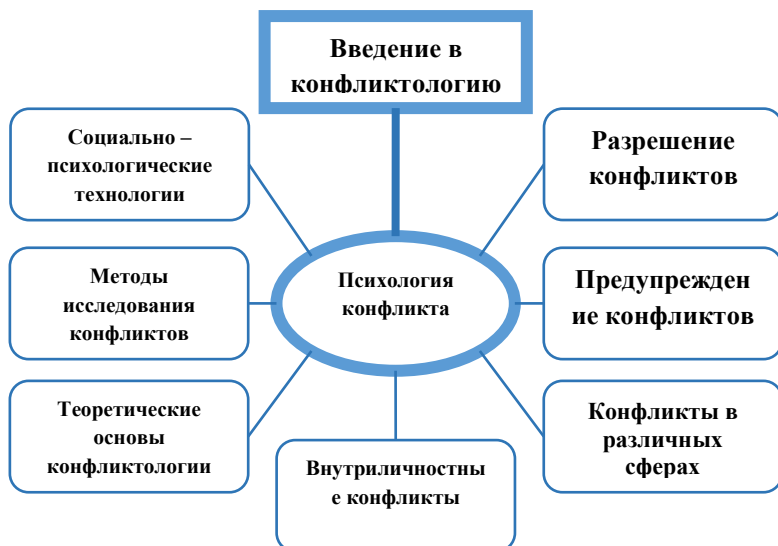 Введение в
конфликтологию
Социально –
психологические
технологии
Разрешение
конфликтов
Методы
исследования
конфликтов
Психология
конфликта
Предупрежден
ие конфликтов
Теоретические
основы
конфликтологии
Внутриличностны
е конфликты
Конфликты в
различных
сферах